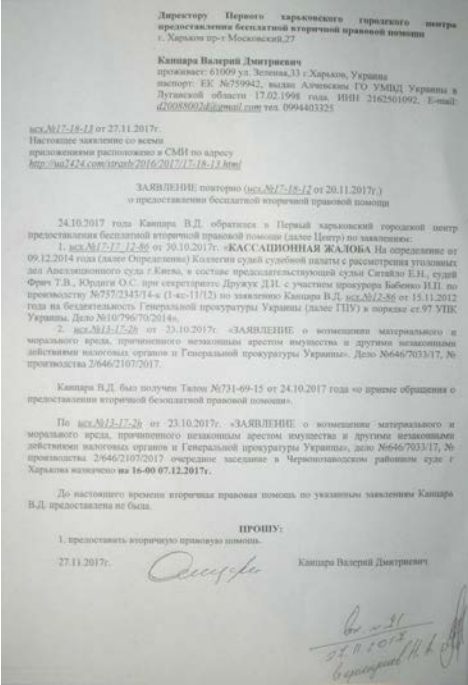 Директору Первого харьковского городского центра
предоставления бесплатной вторичной правовой помощи
г. Харьков пр-т Московский,27
Канцара Валерий Дмитриевич
проживает: 61009 ул. Зеленая,33 г.Харьков, Украина
паспорт: ЕК №759942, выдан Алчевским ГО УМВД Украины в
Луганской области 17.02.1998 года. ИНН 2162501092. E-mail:
d20088002d@gmail.com тел. 0994403325
исх.№17-18-13 от 27.11.2017г.
Настоящее заявление со всеми
приложениями расположено в СМИ по адресу
http://ua2424.com/strash/2016/2017/17-18-13.html
ЗАЯВЛЕНИЕ повторно (исх.№17-18-12 от 20.11.2017г.)
о предоставлении бесплатной вторичной правовой помощи
24.10.2017 года Канцара В.Д. обратился в Первый харьковский городской центр
предоставления бесплатной вторичной правовой помощи (далее Центр) по заявлениям:
1. исх.№17-17_12-86 от 30.10.2017г. «КАССАЦИОННАЯ ЖАЛОБА На определение от
09.12.2014 года (далее Определение) Коллегии судей судебной палаты с рассмотрения уголовных
дел Апелляционного суда г.Киева, в составе председательствующей судьи Ситайло Е.Н., судей
Фрич Т.В., Юрдиги О.С. при секретариате Дружук Д.И. с участием прокурора Бабенко И.П. по
производству №757/2343/14-к (1-кс-11/12) по заявлению Канцара В.Д. исх.№12-86 от 15.11.2012
года на бездеятельность Генеральной прокуратуры Украины (далее ГПУ) в порядке ст.97 УПК
Украины. Дело №10/796/70/2014».
2. исх.№13-17-2h от 23.10.2017г. «ЗАЯВЛЕНИЕ о возмещении материального и
морального вреда, причиненного незаконным арестом имущества и другими незаконными
действиями налоговых органов и Генеральной прокуратуры Украины». Дело №646/7033/17, №
производства 2/646/2107/2017.
Канцара В.Д. был получен Талон №731-69-15 от 24.10.2017 года «о приеме обращения о
предоставлении вторичной безоплатной правовой помощи».
По исх.№13-17-2h от 23.10.2017г. «ЗАЯВЛЕНИЕ о возмещении материального и
морального вреда, причиненного незаконным арестом имущества и другими незаконными
действиями налоговых органов и Генеральной прокуратуры Украины», дело №646/7033/17, №
производства 2/646/2107/2017 очередное заседание в Червонозаводском районном суде г
Харькова назначено на 16-00 07.12.2017г.
До настоящего времени вторичная правовая помощь по указанным заявлениям Канцара
В.Д. предоставлена не была.
ПРОШУ:
1. предоставить вторичную правовую помощь.
27.11.2017г. Канцара Валерий Дмитриевич
Вх. н 91
27.11.2017